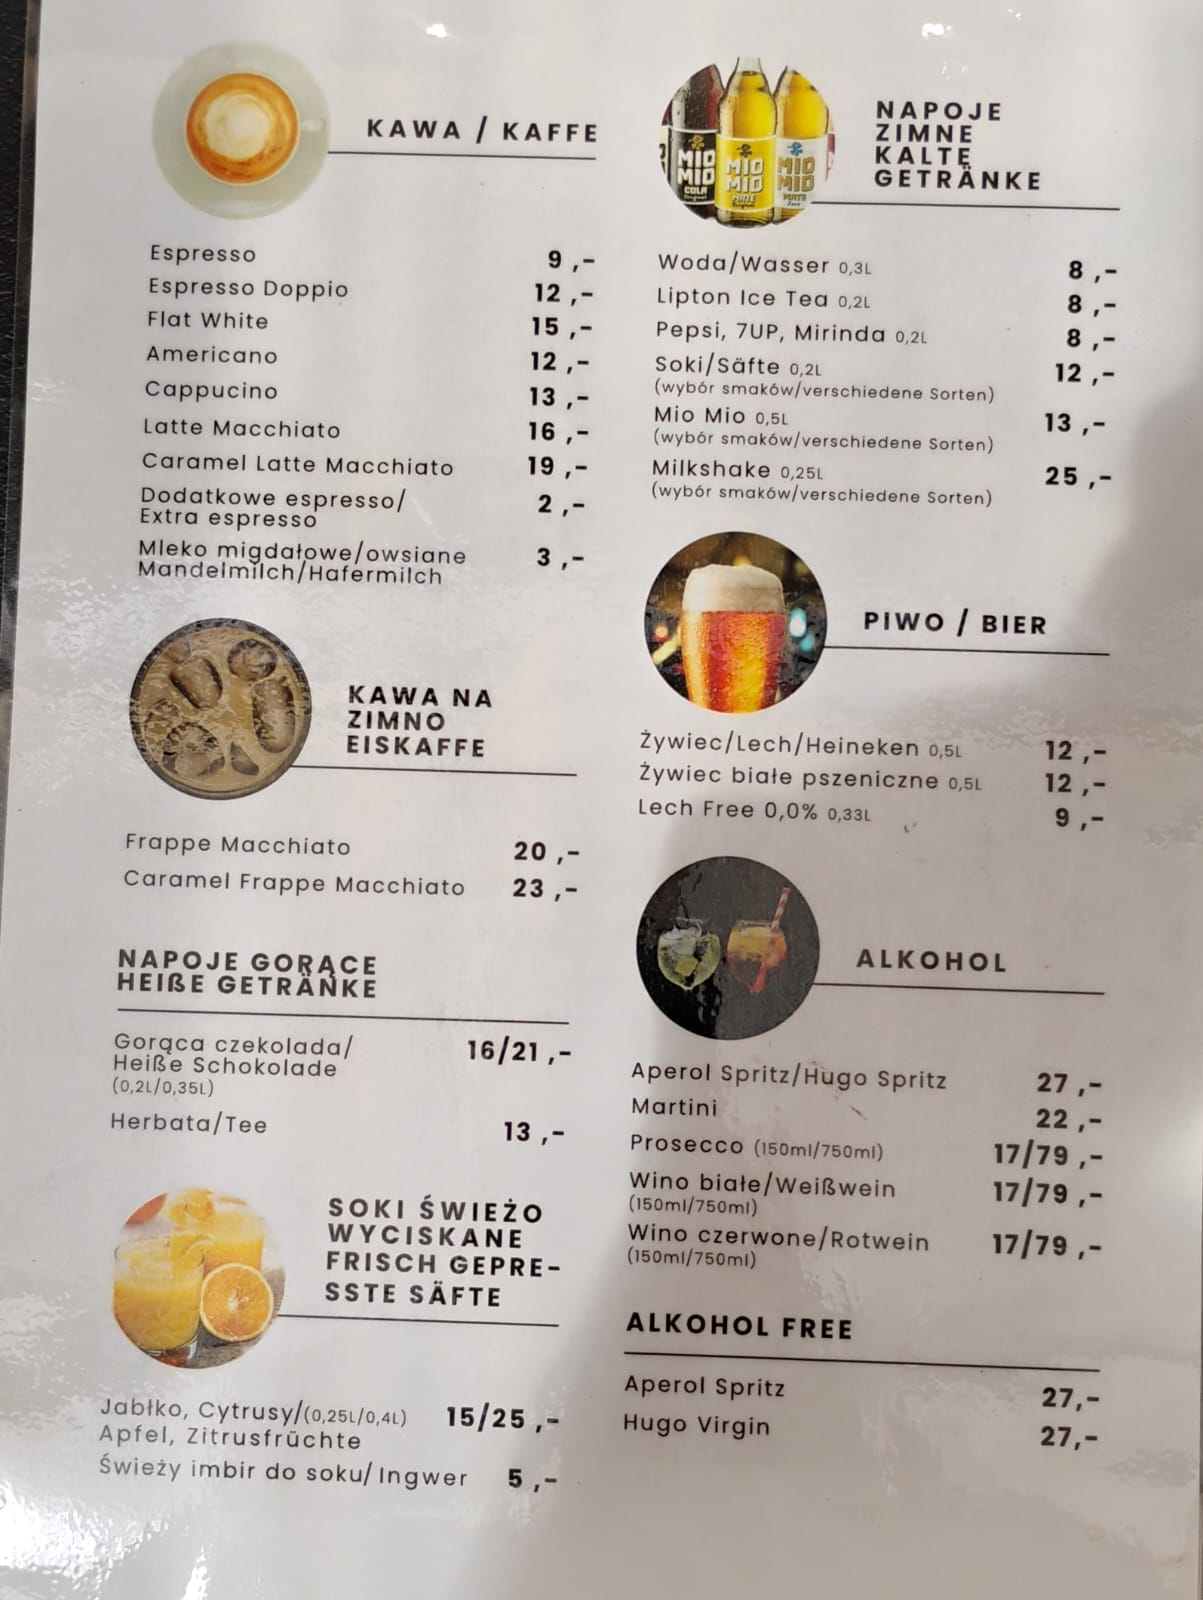 KAWA / KAFFE
Espresso 9 ,-
Espresso Doppio 12 ,-
Flat White 15 ,-
Americano 12 ,-
Cappucino 13 ,-
Latte Macchiato 16 ,-
Caramel Latte Macchiato 19 ,-
Dodatkowe espresso/ 2 ,-
Extra espresso
Mleko migdałowe/owsiane 3 ,-
Mandelmilch/Hafermilch
KAWA NA
ZIMNO
EISKAFFE
Frappe Macchiato 20 ,-
Caramel Frappe Macchiato 23 ,-
NAPOJE GORĄCE
HEIßE GETRÄNKE
Gorąca czekolada/ 16/21 ,-
Heiße Schokolade
(0,2L/0,35L)
Herbata/Tee 13 ,-
SOKI ŚWIEŻO
WYCISKANE
FRISCH GEPRE-
SSTE SÄFTE
Jabłko, Cytrusy/(0,25L/0,4L) 15/25 ,-
Apfel, Zitrusfrüchte
Świeży imbir do soku/ Ingwer 5 ,-
MIO MIO COLA
MIO MIO MATE
MIO MIO
NAPOJE
ZIMNE
KALTE
GETRÄNKE
Woda/Wasser 0,3L 8 ,-
Lipton Ice Tea 0,2L 8 ,-
Pepsi, 7UP, Mirinda 0,2L 8 ,-
Soki/Säfte 0,2L 12 ,-
(wybór smaków/verschiedene Sorten)
Mio Mio 0,5L 13 ,-
(wybór smaków/verschiedene Sorten)
Milkshake 0,25L 25 ,-
(wybór smaków/verschiedene Sorten)
PIWO / BIER
Żywiec/Lech/Heineken 0,5L 12 ,-
Żywiec białe pszeniczne 0,5L 12 ,-
Lech Free 0,0% 0,33L 9 ,-
ALKOHOL
Aperol Spritz/Hugo Spritz 27 ,-
Martini 22 ,-
Prosecco (150ml/750ml) 17/79 ,-
Wino białe/Weißwein 17/79 ,-
(150ml/750ml)
Wino czerwone/Rotwein 17/79 ,-
(150ml/750ml)
ALKOHOL FREE
Aperol Spritz 27,-
Hugo Virgin 27,-